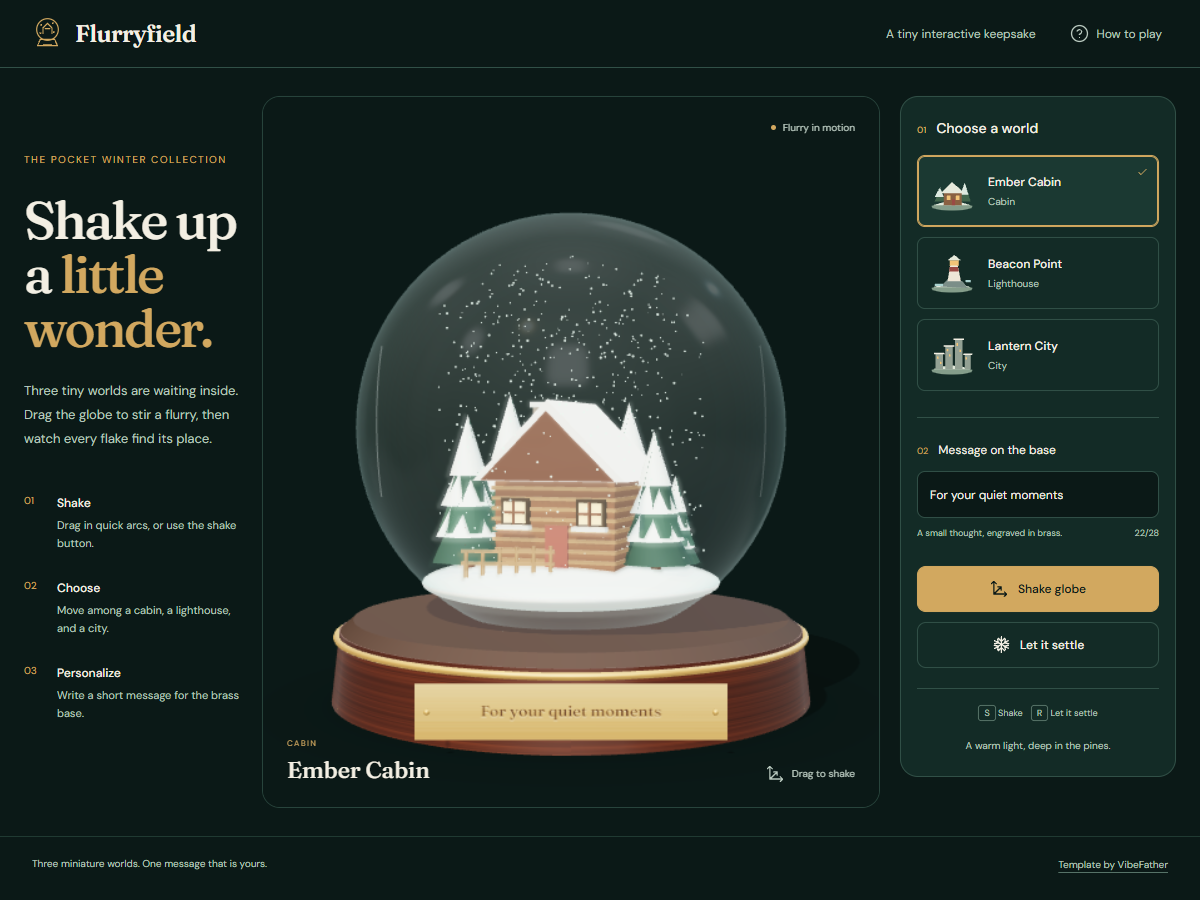 Flurryfield
A tiny interactive keepsake
How to play
THE POCKET WINTER COLLECTION
Shake up
a little
wonder.
Three tiny worlds are waiting inside.
Drag the globe to stir a flurry, then
watch every flake find its place.
01 Shake
Drag in quick arcs, or use the shake
button.
02 Choose
Move among a cabin, a lighthouse,
and a city.
03 Personalize
Write a short message for the brass
base.
Flurry in motion
For your quiet moments
CABIN
Ember Cabin
Drag to shake
01 Choose a world
Ember Cabin
Cabin
Beacon Point
Lighthouse
Lantern City
City
02 Message on the base
For your quiet moments
A small thought, engraved in brass. 22/28
Shake globe
Let it settle
S Shake R Let it settle
A warm light, deep in the pines.
Three miniature worlds. One message that is yours.
Template by VibeFather